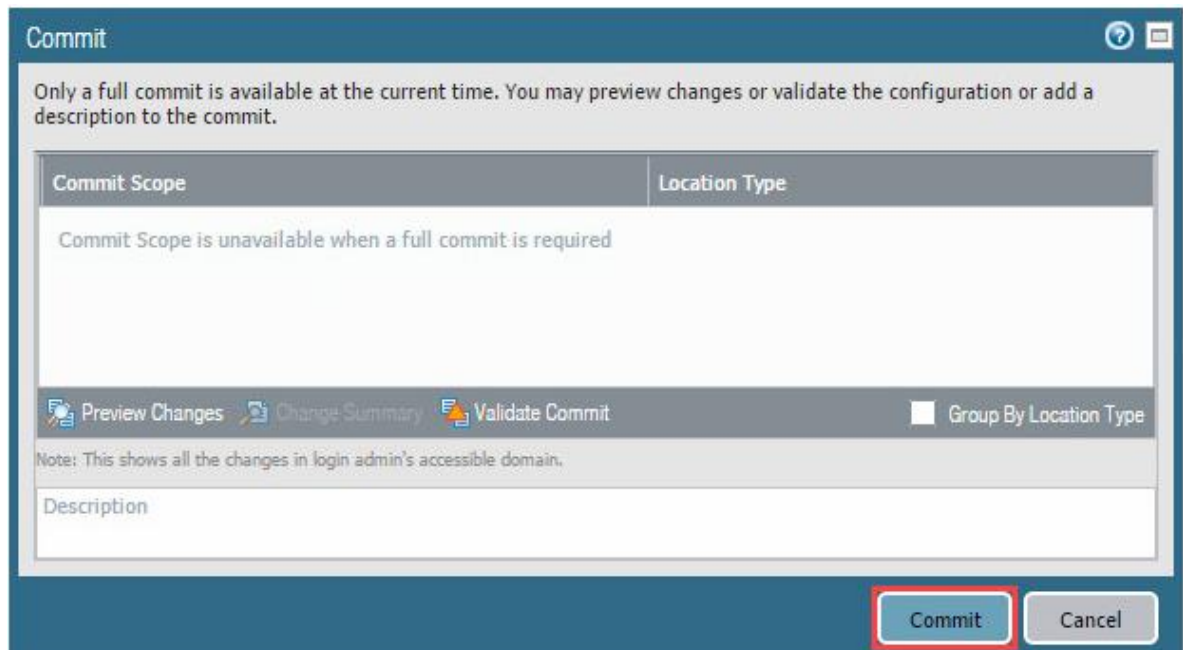 Commit
Only a full commit is available at the current time. You may preview changes or validate the configuration or add a
description to the commit.
Commit Scope Location Type
Commit Scope is unavailable when a full commit is required
Preview Changes Change Summary Validate Commit Group By Location Type
Note: This shows all the changes in login admin's accessible domain.
Description
Commit Cancel